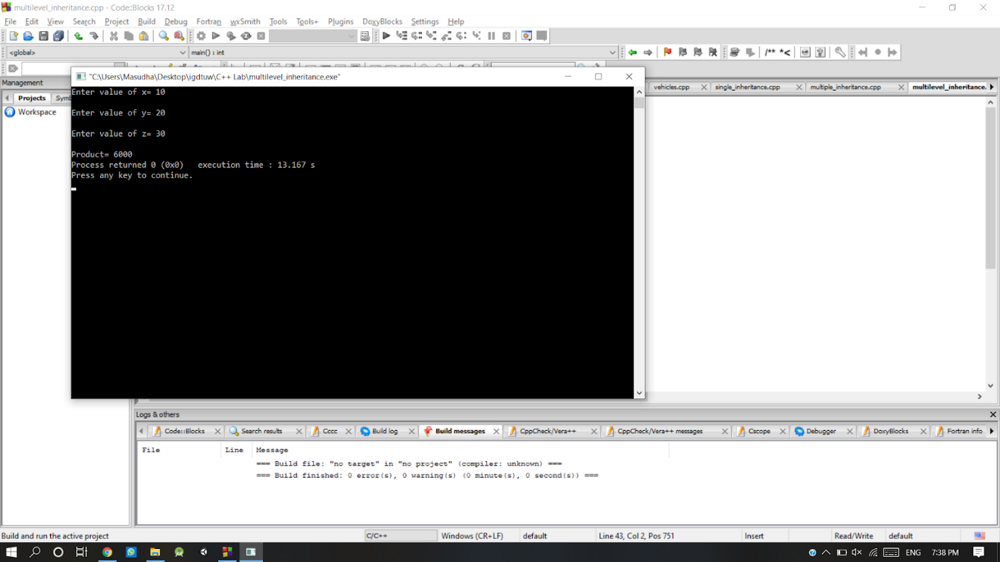 multilevel_inheritance.cpp - Code::Blocks 17.12
File Edit View Search Project Build Debug Fortran wxSmith Tools Tools+ Plugins DoxyBlocks Settings Help
<global> main() : int
/** *<
"C:\Users\Masudha\Desktop\igdtuw\C++ Lab\multilevel_inheritance.exe"
Management
vehicles.cpp single_inheritance.cpp multiple_inheritance.cpp multilevel_inheritance.
Projects Symb
Workspace
Enter value of x= 10
Enter value of y= 20
Enter value of z= 30
Product= 6000
Process returned 0 (0x0) execution time : 13.167 s
Press any key to continue.
Logs & others
Code::Blocks Search results Cccc Build log Build messages CppCheck/Vera++ CppCheck/Vera++ messages Cscope Debugger DoxyBlocks Fortran info
File Line Message
=== Build file: "no target" in "no project" (compiler: unknown) ===
=== Build finished: 0 error(s), 0 warning(s) (0 minute(s), 0 second(s)) ===
Build and run the active project C/C++ Windows (CR+LF) default Line 43, Col 2, Pos 751 Insert Read/Write default
ENG 7:38 PM